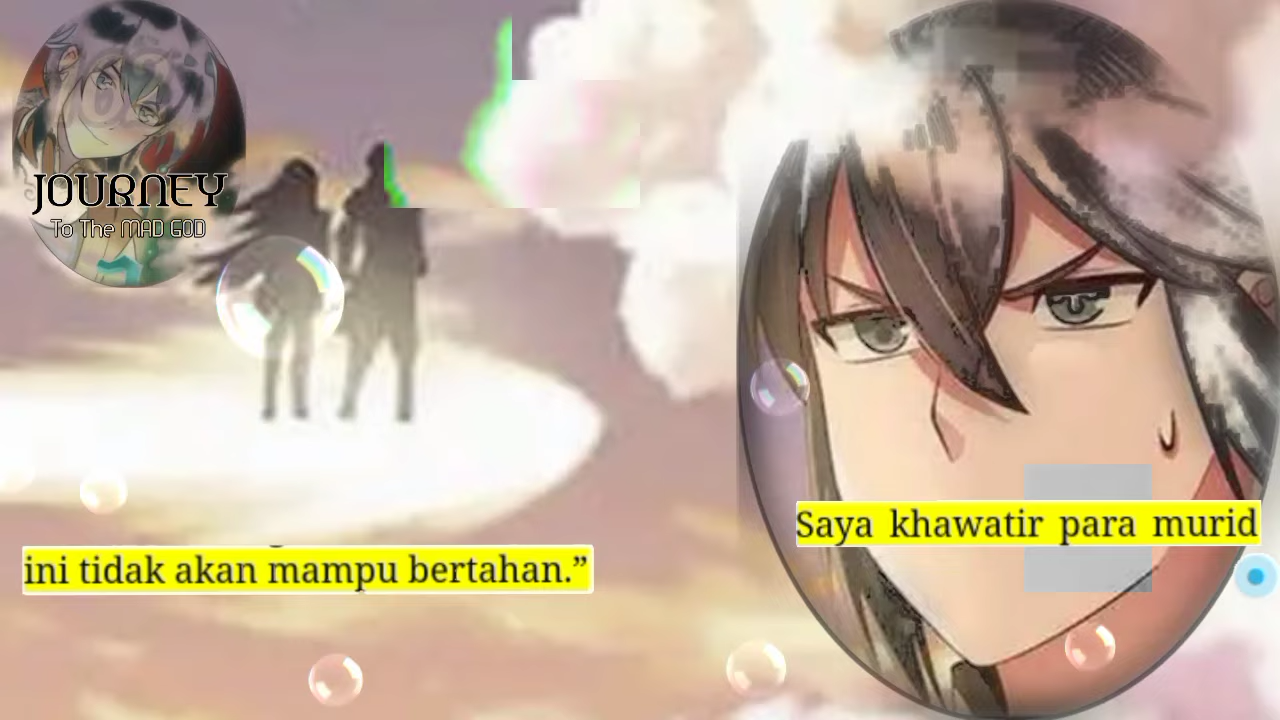 JOURNEY
To The MAD GOD
Saya khawatir para murid
ini tidak akan mampu bertahan.”